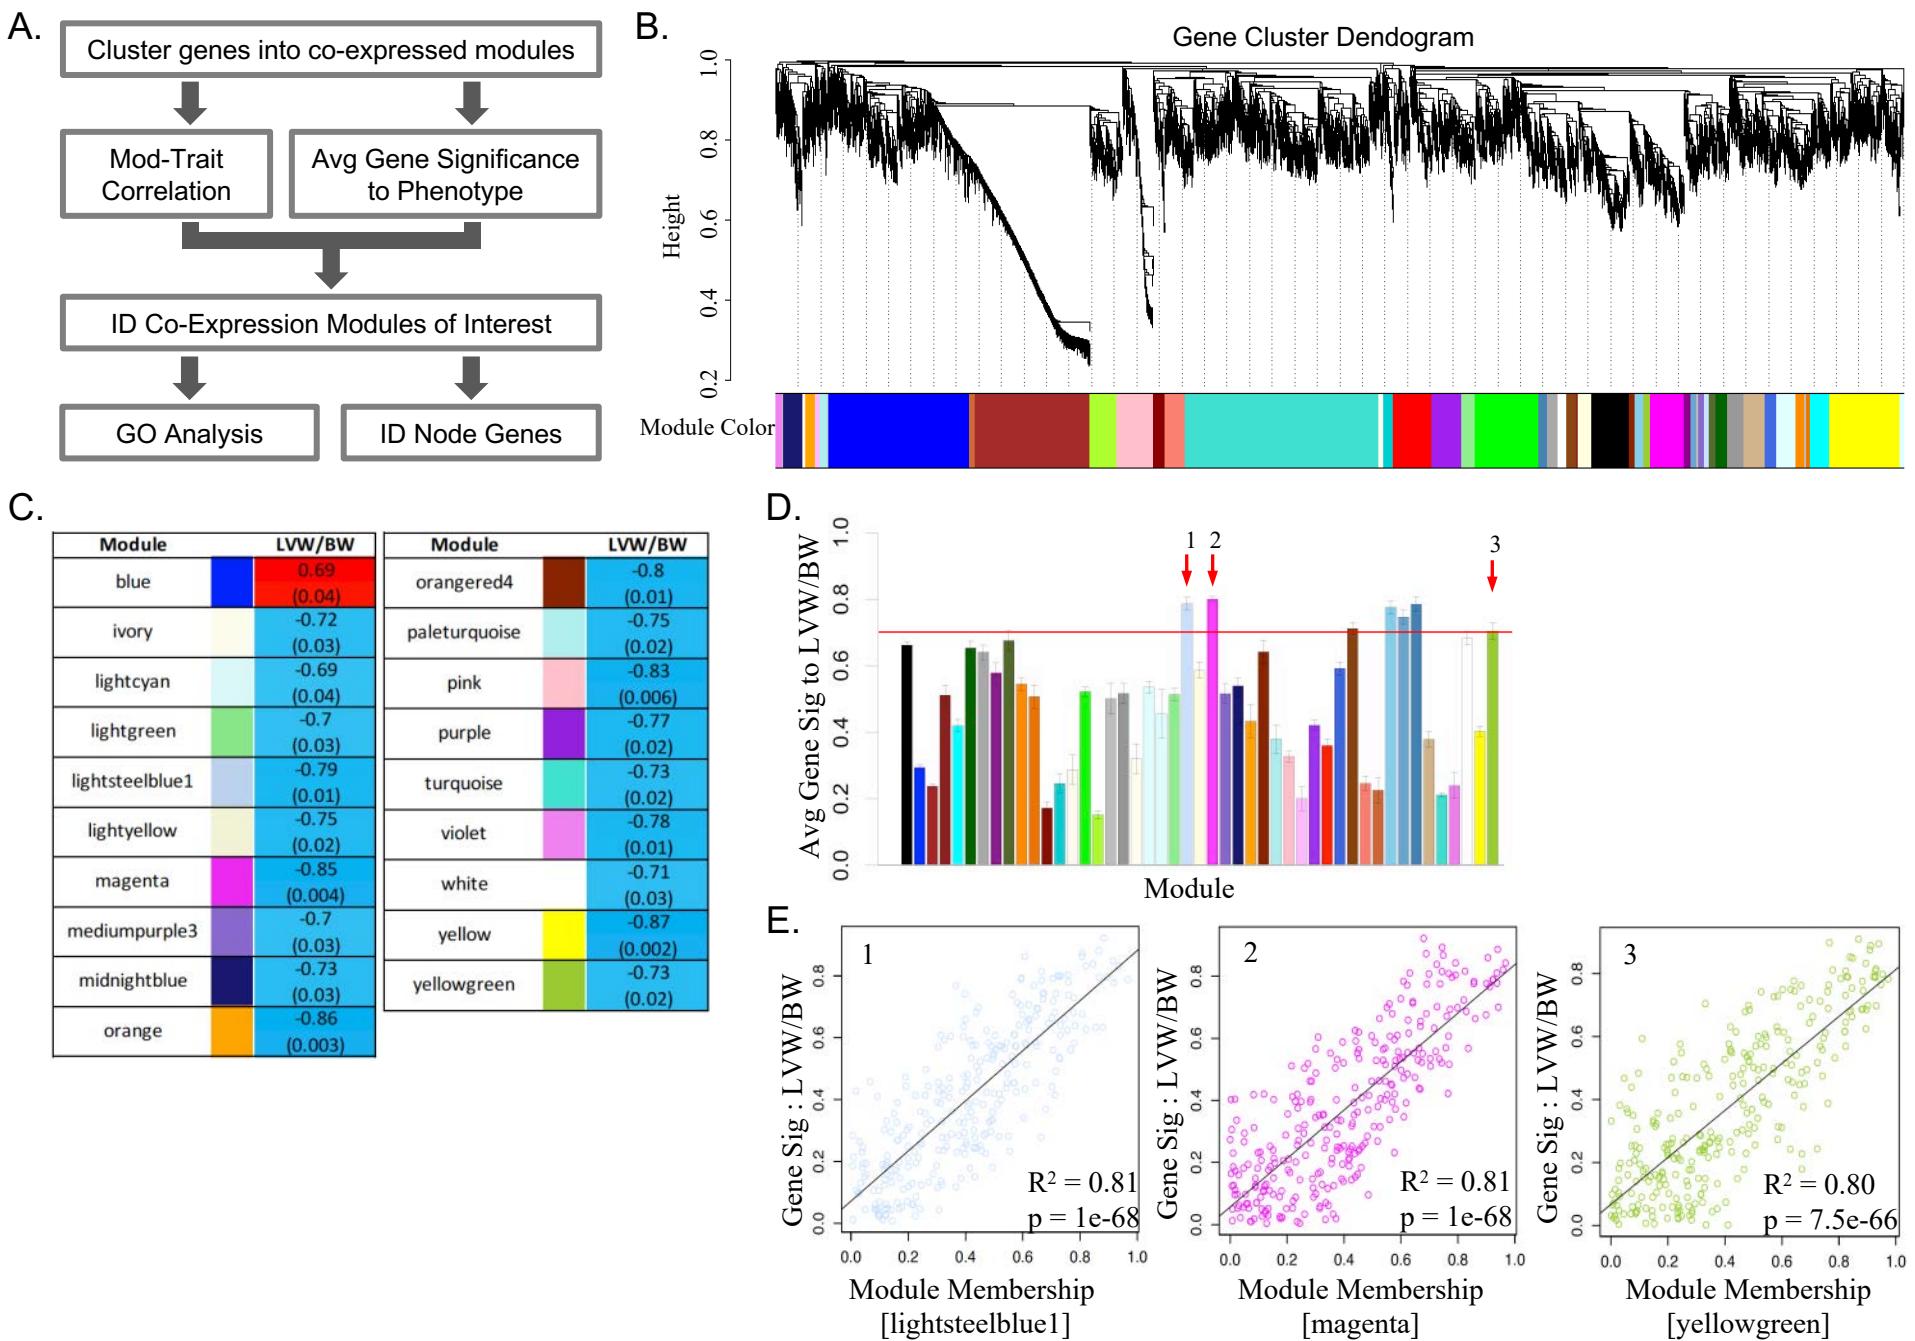 A.
Cluster genes into co-expressed modules
Mod-Trait
Correlation
Avg Gene Significance
to Phenotype
ID Co-Expression Modules of Interest
GO Analysis
ID Node Genes
B.
Gene Cluster Dendogram
Height
1.0
0.8
0.6
0.4
0.2
Module Color
C.
Module LVW/BW
blue 0.69 (0.04)
ivory -0.72 (0.03)
lightcyan -0.69 (0.04)
lightgreen -0.7 (0.03)
lightsteelblue1 -0.79 (0.01)
lightyellow -0.75 (0.02)
magenta -0.85 (0.004)
mediumpurple3 -0.7 (0.03)
midnightblue -0.73 (0.03)
orange -0.86 (0.003)
Module LVW/BW
orangered4 -0.8 (0.01)
paleturquoise -0.75 (0.02)
pink -0.83 (0.006)
purple -0.77 (0.02)
turquoise -0.73 (0.02)
violet -0.78 (0.01)
white -0.71 (0.03)
yellow -0.87 (0.002)
yellowgreen -0.73 (0.02)
D.
Avg Gene Sig to LVW/BW
1.0
0.8
0.6
0.4
0.2
0.0
1 2 3
Module
E.
1
Gene Sig : LVW/BW
0.8
0.6
0.4
0.2
0.0
R² = 0.81
p = 1e-68
0.0 0.2 0.4 0.6 0.8 1.0
Module Membership
[lightsteelblue1]
2
Gene Sig : LVW/BW
0.8
0.6
0.4
0.2
0.0
R² = 0.81
p = 1e-68
0.0 0.2 0.4 0.6 0.8 1.0
Module Membership
[magenta]
3
Gene Sig : LVW/BW
0.8
0.6
0.4
0.2
0.0
R² = 0.80
p = 7.5e-66
0.0 0.2 0.4 0.6 0.8 1.0
Module Membership
[yellowgreen]